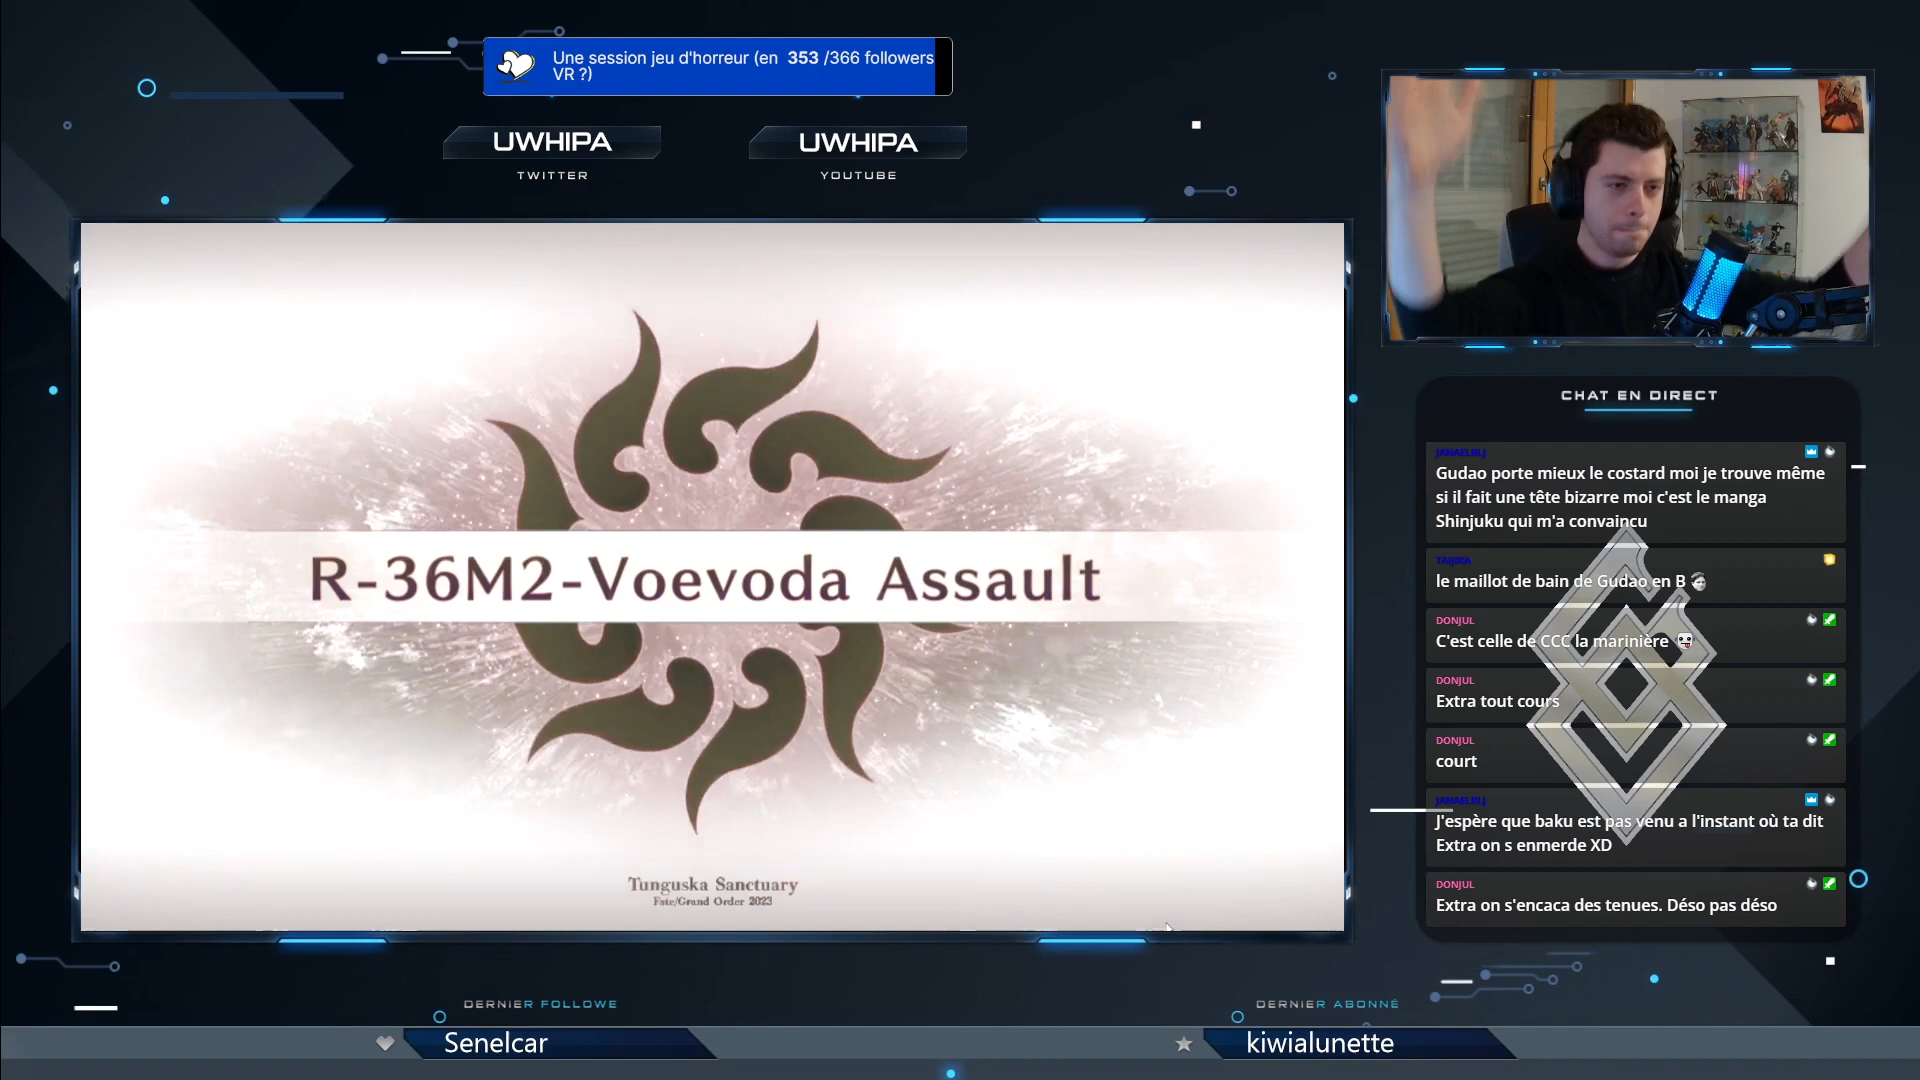 Une session jeu d'horreur (en 353 /366 followers
VR ?)
UWHIPA
TWITTER
UWHIPA
YOUTUBE
R-36M2-Voevoda Assault
Tunguska Sanctuary
Fate/Grand Order 2023
CHAT EN DIRECT
Gudao porte mieux le costard moi je trouve même
si il fait une tête bizarre moi c'est le manga
Shinjuku qui m'a convaincu
TAIJIKA
le maillot de bain de Gudao en B
DONJUL
C'est celle de CCC la marinière
DONJUL
Extra tout cours
DONJUL
court
J'espère que baku est pas venu a l'instant où ta dit
Extra on s enmerde XD
DONJUL
Extra on s'encaca des tenues. Déso pas déso
DERNIER FOLLOWE
Senelcar
DERNIER ABONNÉ
kiwialunette